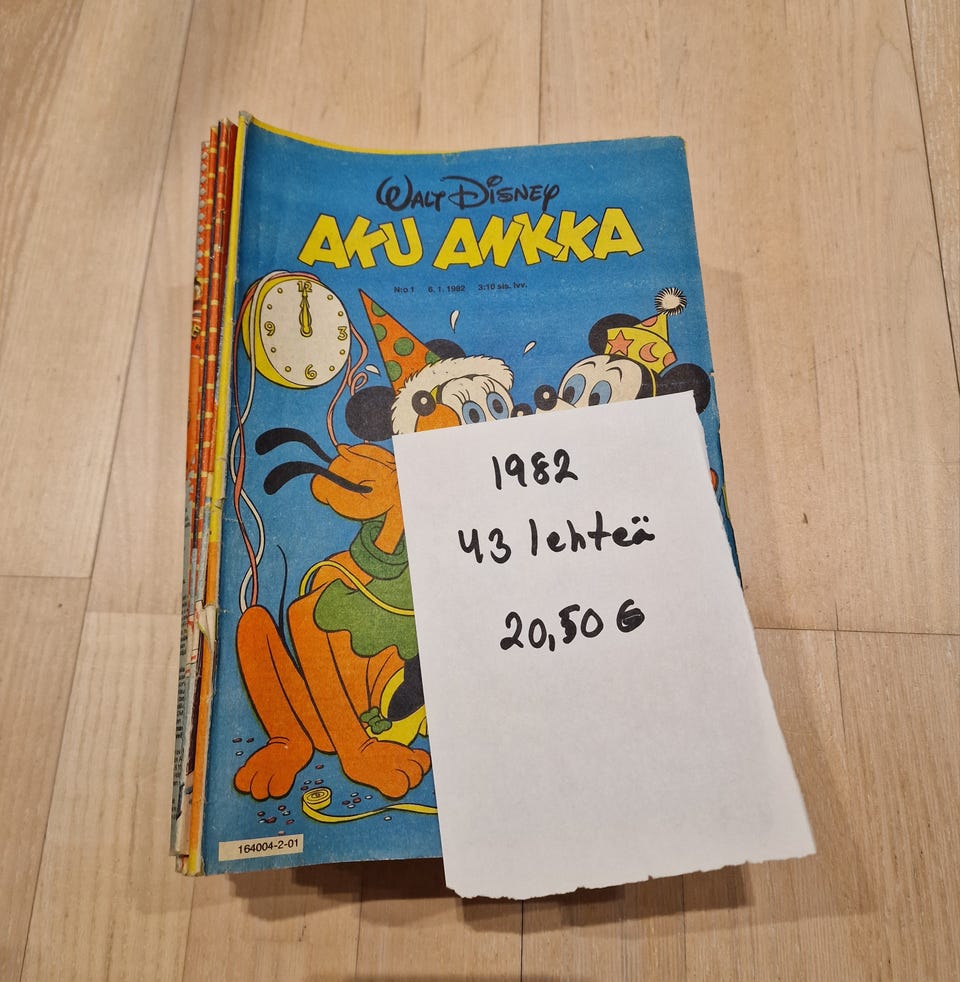 WALT DISNEY
AKU ANKKA
N:o 1 6. 1. 1982 3:10 sis. lvv.
12
9 3
6
1982
43 lehteä
20,50 €
164004-2-01